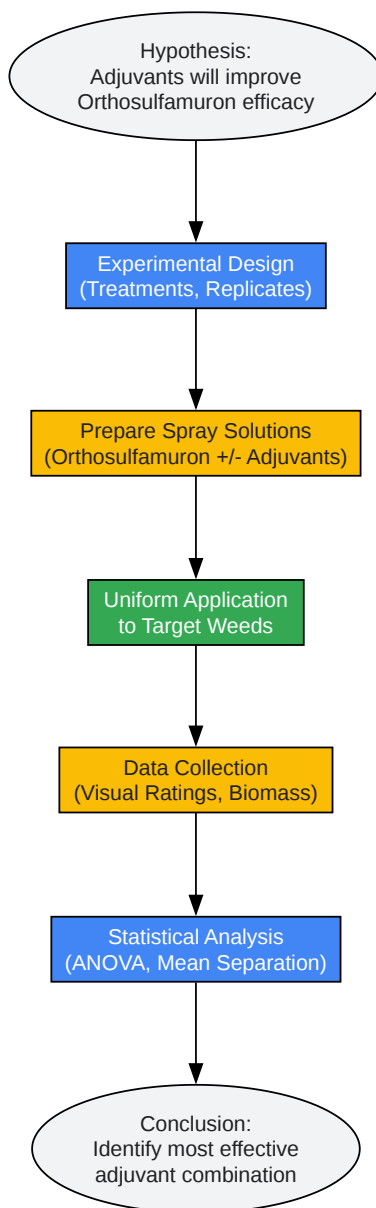 Hypothesis:
Adjuvants will improve
Orthosulfamuron efficacy
Experimental Design
(Treatments, Replicates)
Prepare Spray Solutions
(Orthosulfamuron +/- Adjuvants)
Uniform Application
to Target Weeds
Data Collection
(Visual Ratings, Biomass)
Statistical Analysis
(ANOVA, Mean Separation)
Conclusion:
Identify most effective
adjuvant combination